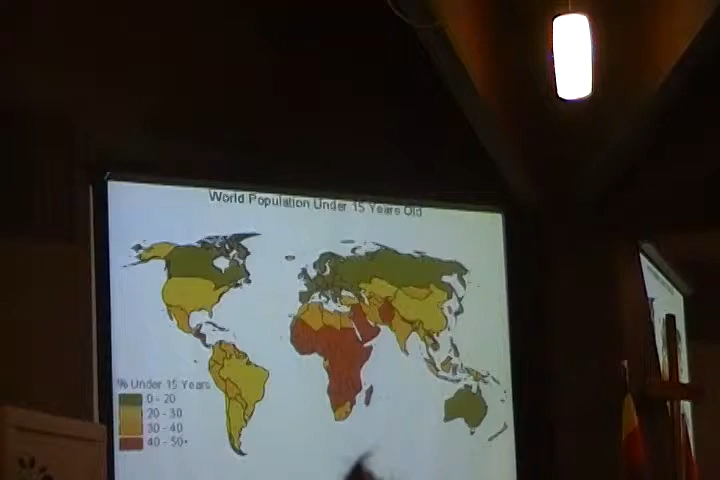 World Population Under 15 Years Old
% Under 15 Years
0 - 20
20 - 30
30 - 40
40 - 50+